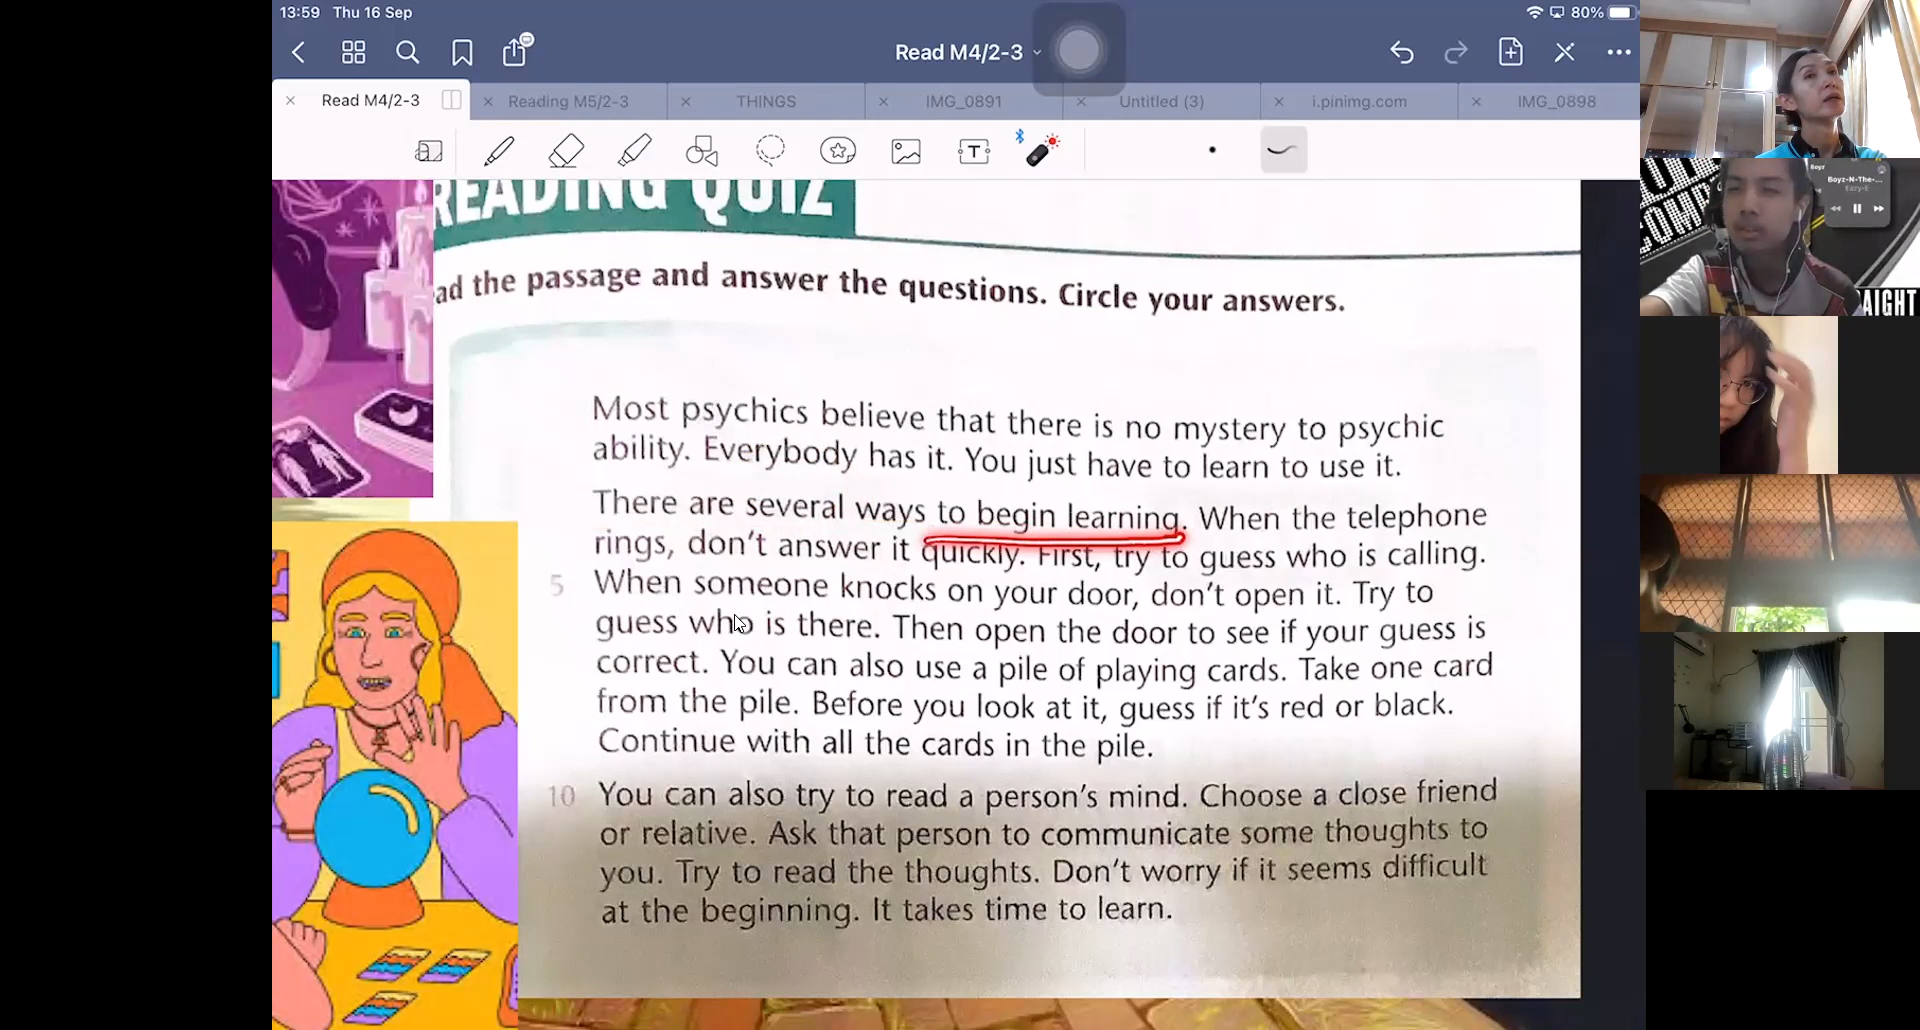 13:59 Thu 16 Sep
80%
Read M4/2-3
Read M4/2-3
Reading M5/2-3
THINGS
IMG_0891
Untitled (3)
i.pinimg.com
IMG_0898
T
READING QUIZ
ad the passage and answer the questions. Circle your answers.
Most psychics believe that there is no mystery to psychic
ability. Everybody has it. You just have to learn to use it.
There are several ways to begin learning. When the telephone
rings, don't answer it quickly. First, try to guess who is calling.
5 When someone knocks on your door, don't open it. Try to
guess who is there. Then open the door to see if your guess is
correct. You can also use a pile of playing cards. Take one card
from the pile. Before you look at it, guess if it's red or black.
Continue with all the cards in the pile.
10 You can also try to read a person's mind. Choose a close friend
or relative. Ask that person to communicate some thoughts to
you. Try to read the thoughts. Don't worry if it seems difficult
at the beginning. It takes time to learn.
Boyz
Boyz-N-The-...
Eazy-E
AIGHT